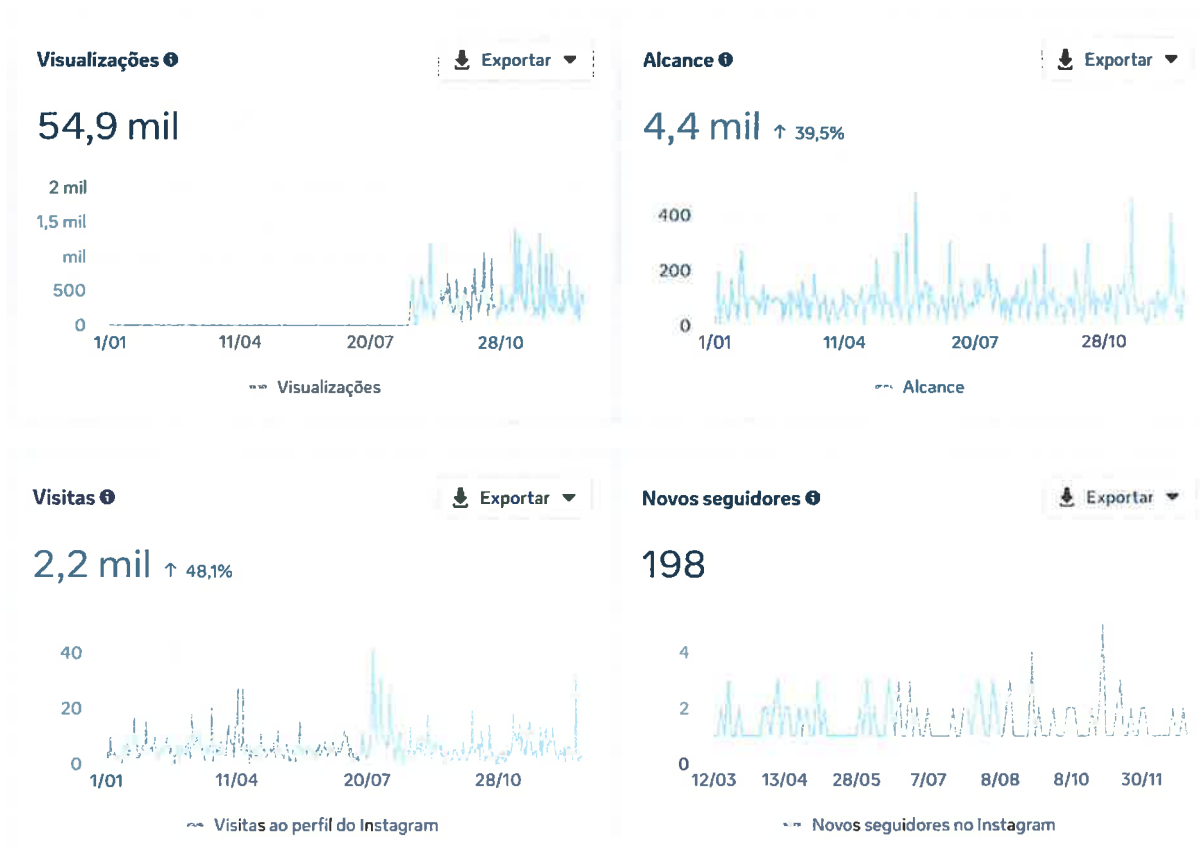 Visualizações
Exportar
54,9 mil
2 mil
1,5 mil
mil
500
0
1/01
11/04
20/07
28/10
Visualizações
Alcance
Exportar
4,4 mil ↑ 39,5%
400
200
0
1/01
11/04
20/07
28/10
Alcance
Visitas
Exportar
2,2 mil ↑ 48,1%
40
20
0
1/01
11/04
20/07
28/10
Visitas ao perfil do Instagram
Novos seguidores
Exportar
198
4
2
0
12/03
13/04
28/05
7/07
8/08
8/10
30/11
Novos seguidores no Instagram